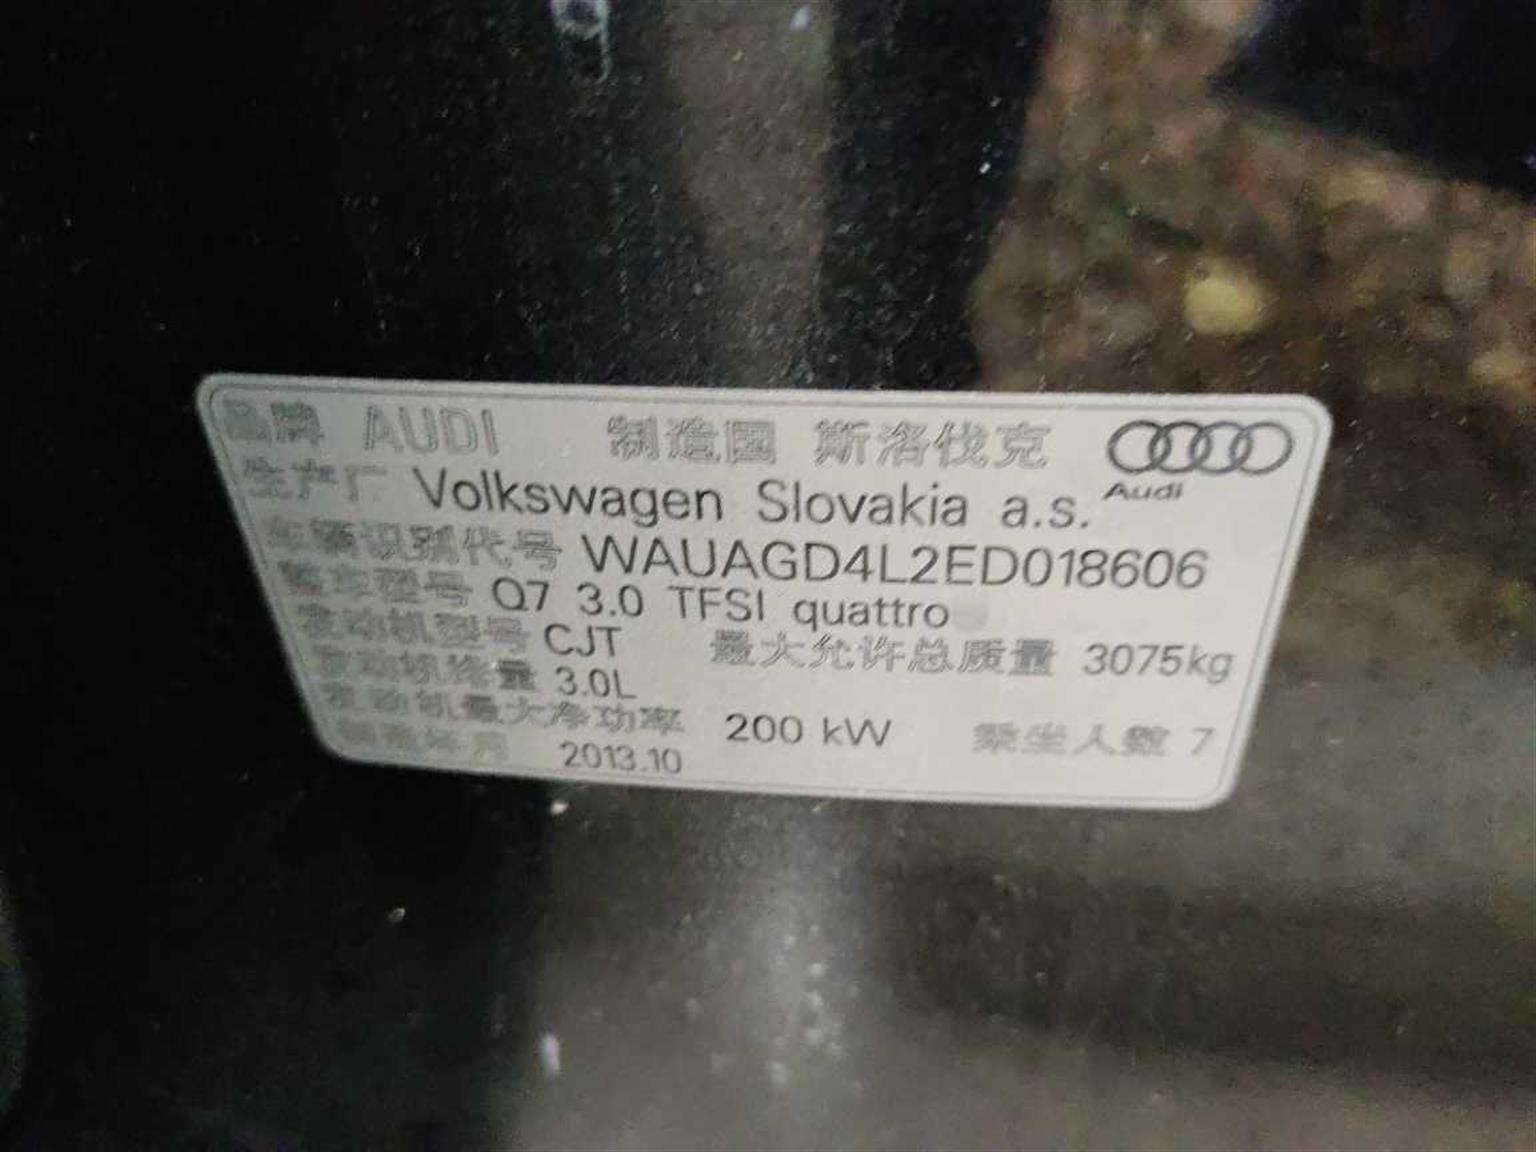 品牌 AUDI 制造国 斯洛伐克
Audi
生产厂 Volkswagen Slovakia a.s.
车辆识别代号 WAUAGD4L2ED018606
整车型号 Q7 3.0 TFSI quattro
发动机型号 CJT 最大允许总质量 3075kg
发动机排量 3.0L
发动机最大净功率 200 kW 乘坐人数 7
制造年月 2013.10